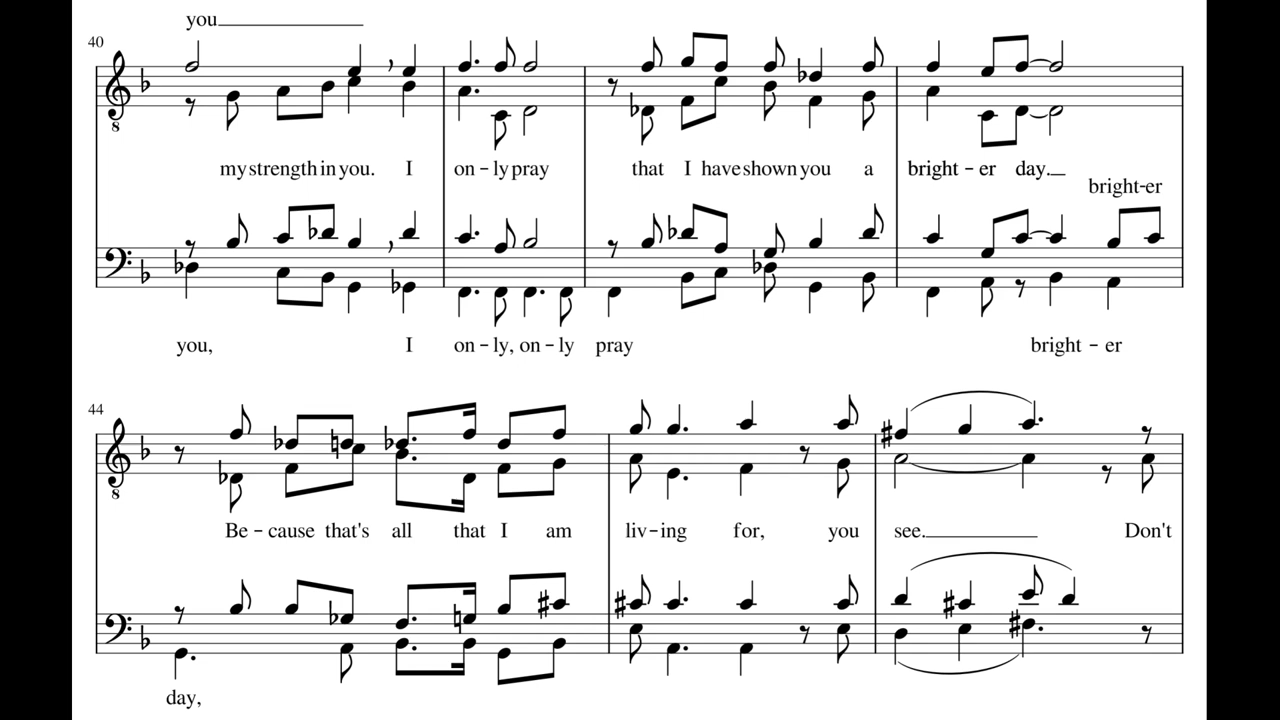 you
40
my strength in you. I on - ly pray that I have shown you a bright - er day.
bright-er
you, I on - ly, on - ly pray bright - er
44
Be - cause that's all that I am liv - ing for, you see. Don't
day,